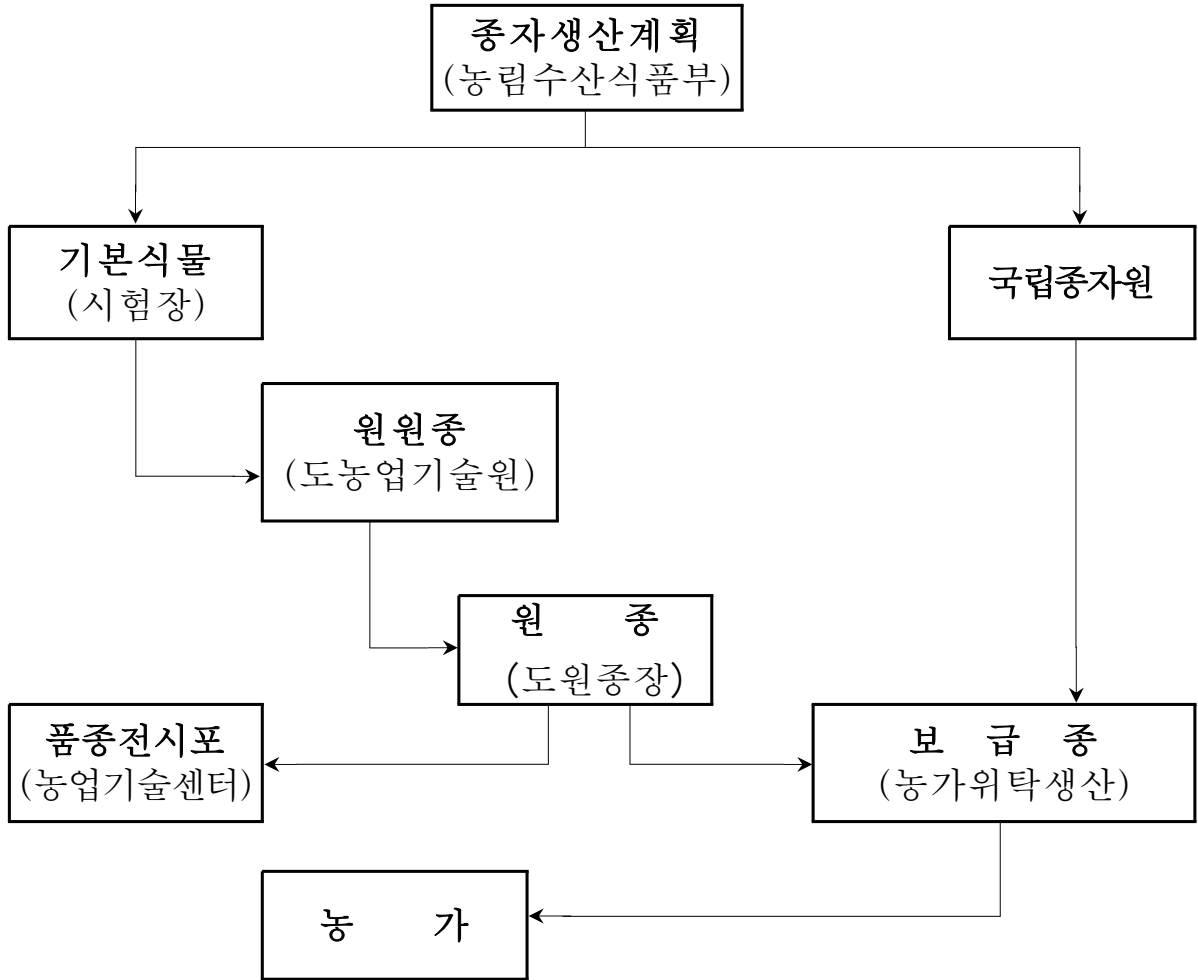 종자생산계획
(농림수산식품부)
기본식물
(시험장)
국립종자원
원원종
(도농업기술원)
원 종
(도원종장)
품종전시포
(농업기술센터)
보 급 종
(농가위탁생산)
농 가